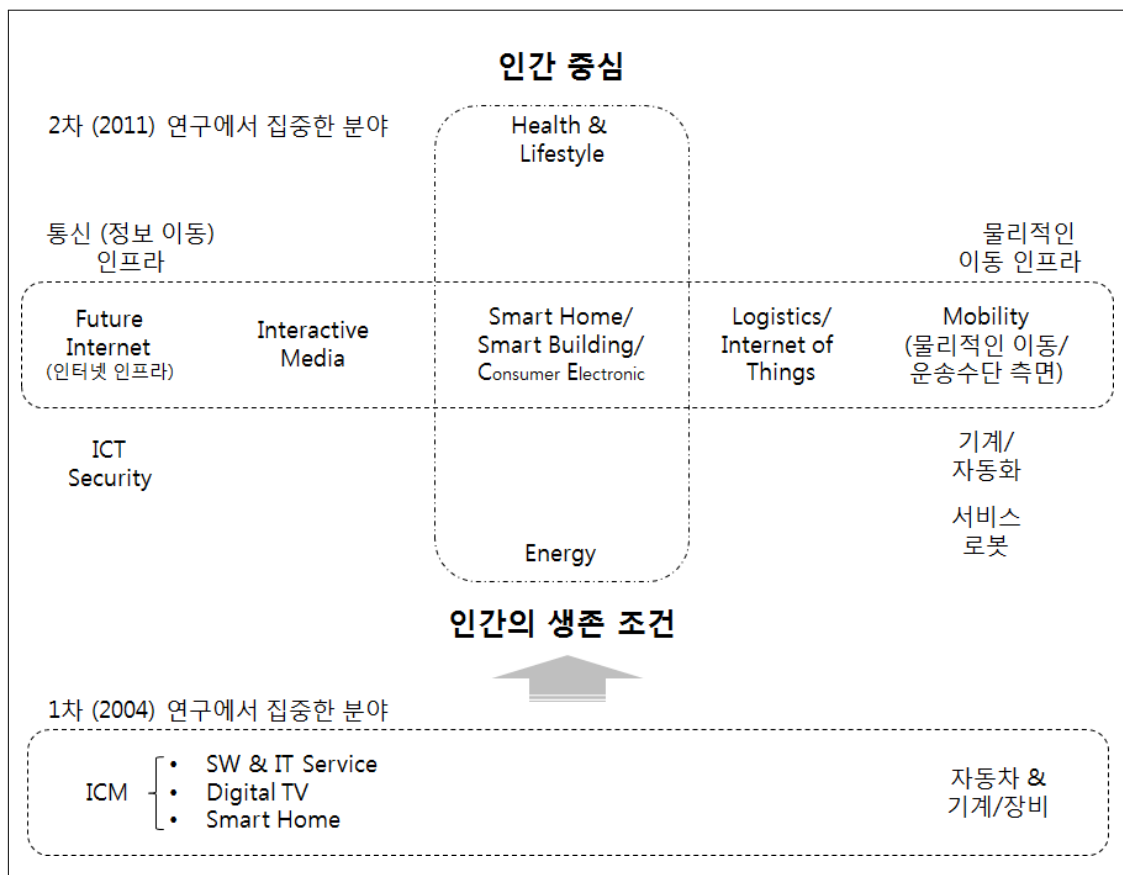 인간 중심
2차 (2011) 연구에서 집중한 분야
Health &
Lifestyle
통신 (정보 이동)
인프라
물리적인
이동 인프라
Future
Internet
(인터넷 인프라)
Interactive
Media
Smart Home/
Smart Building/
Consumer Electronic
Logistics/
Internet of
Things
Mobility
(물리적인 이동/
운송수단 측면)
ICT
Security
기계/
자동화
서비스
로봇
Energy
인간의 생존 조건
1차 (2004) 연구에서 집중한 분야
ICM
• SW & IT Service
• Digital TV
• Smart Home
자동차 &
기계/장비